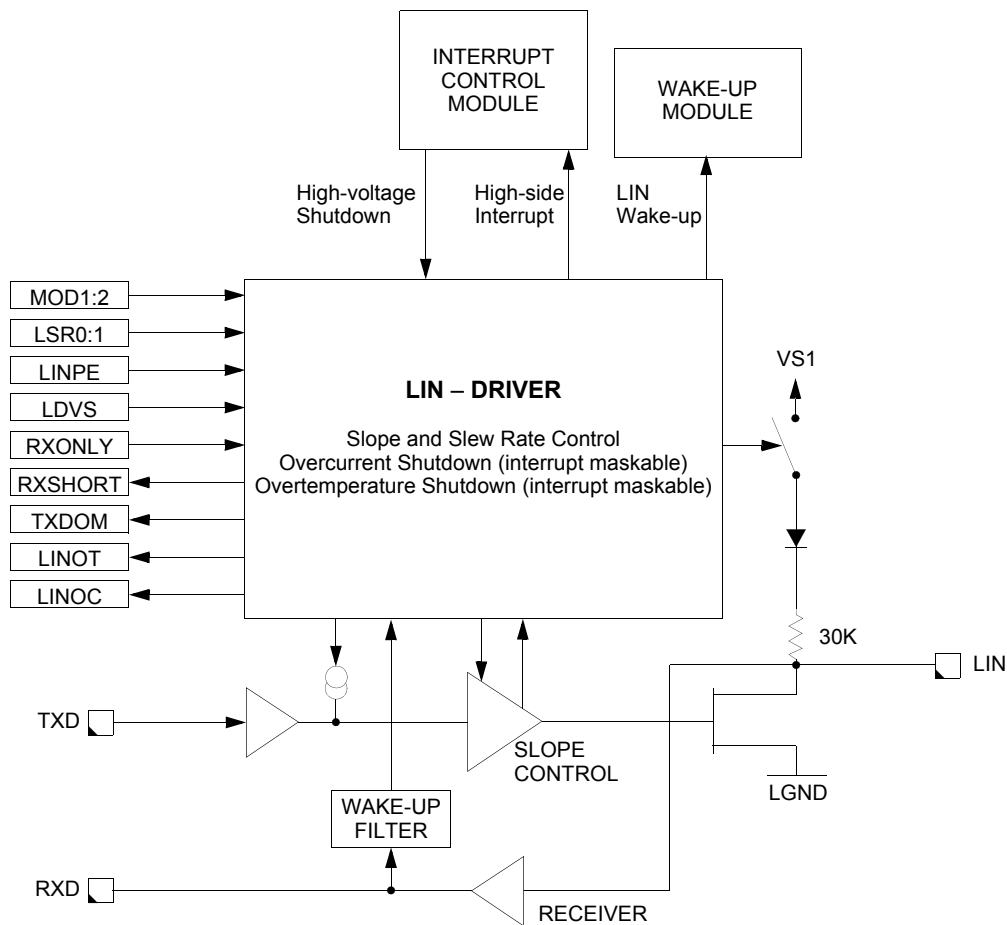 INTERRUPT
CONTROL
MODULE
WAKE-UP
MODULE
High-voltage
Shutdown
High-side
Interrupt
LIN
Wake-up
MOD1:2
LSR0:1
LINPE
LDVS
RXONLY
RXSHORT
TXDOM
LINOT
LINOC
LIN – DRIVER
Slope and Slew Rate Control
Overcurrent Shutdown (interrupt maskable)
Overtemperature Shutdown (interrupt maskable)
VS1
30K
LIN
TXD
SLOPE
CONTROL
LGND
WAKE-UP
FILTER
RXD
RECEIVER